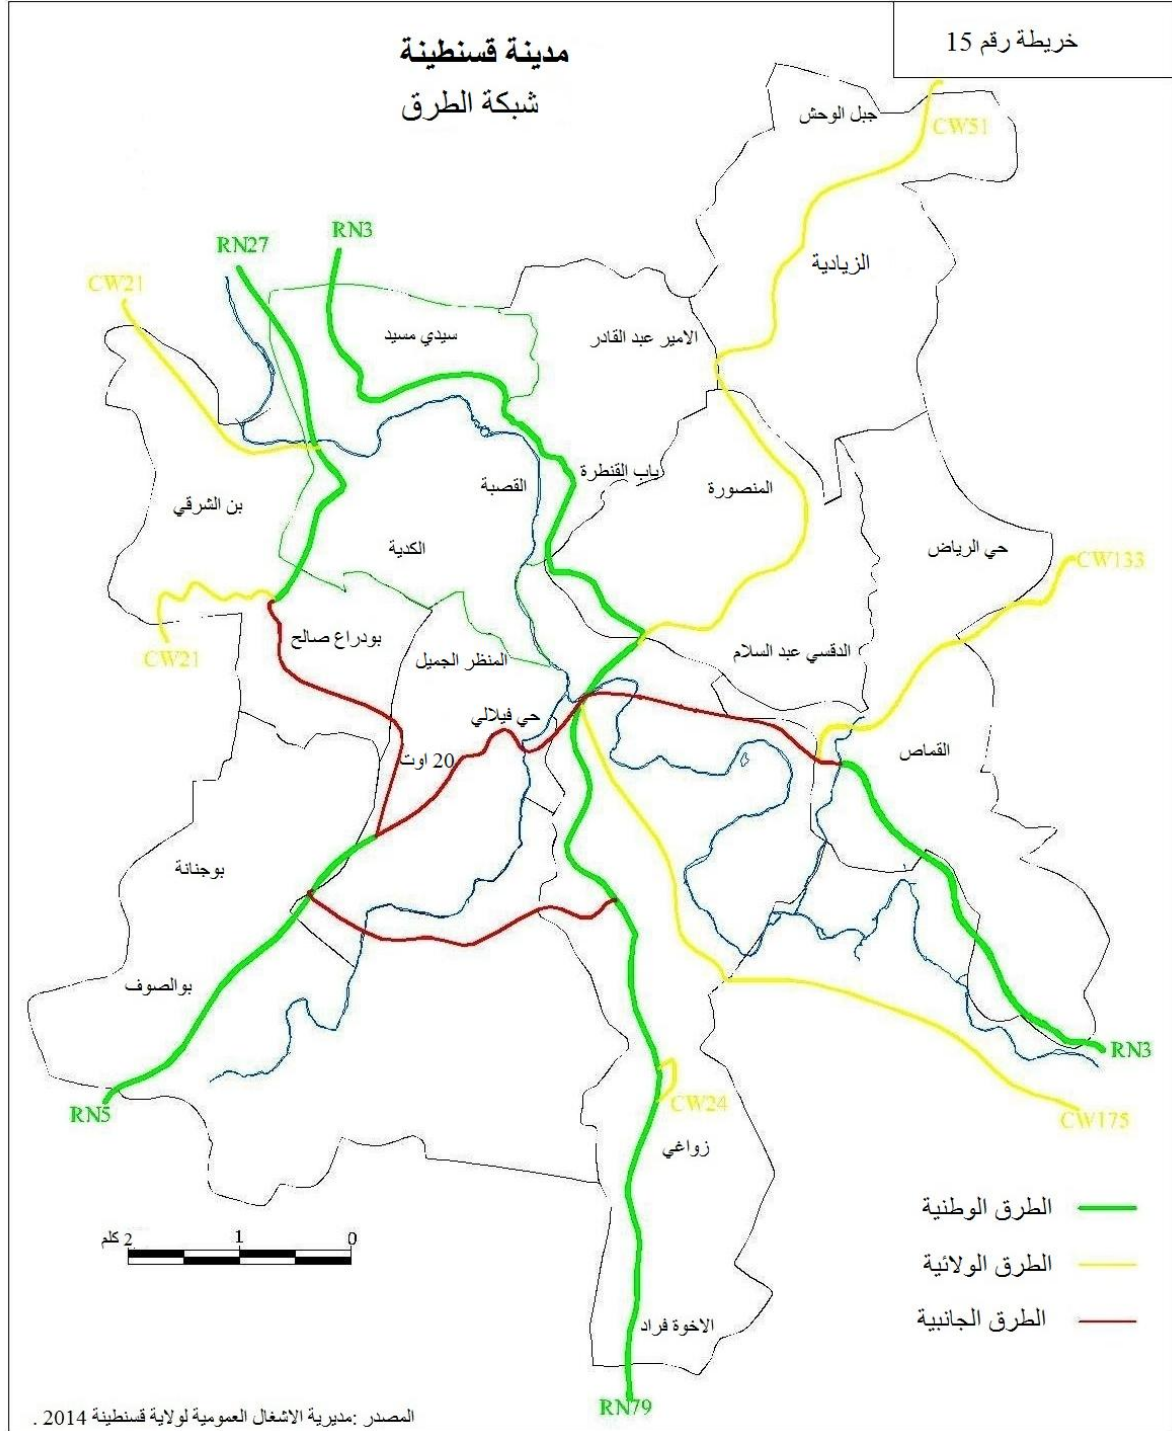 خريطة رقم 15
مدينة قسنطينة
شبكة الطرق
جبل الوحش
CW51
RN3
RN27
الزيادية
CW21
سيدي مسيد
الامير عبد القادر
باب القنطرة
القصبة
المنصورة
بن الشرقي
الكدية
حي الرياض
CW133
بودراع صالح
الدقسي عبد السلام
CW21
المنظر الجميل
حي فيلالي
القماص
20 اوت
بوجنانة
بوالصوف
RN3
RN5
CW24
CW175
زواغي
الطرق الوطنية
2 كلم 1 0
الطرق الولائية
الطرق الجانبية
الاخوة فراد
RN79
المصدر :مديرية الاشغال العمومية لولاية قسنطينة 2014 .